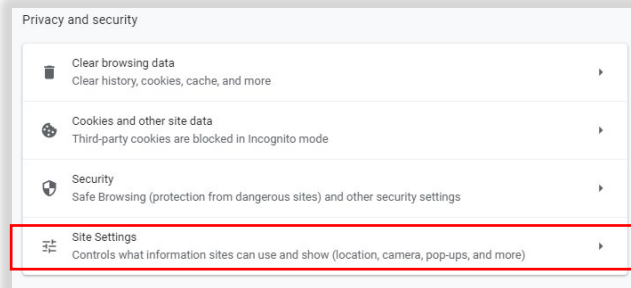 Privacy and security
Clear browsing data
Clear history, cookies, cache, and more
Cookies and other site data
Third-party cookies are blocked in Incognito mode
Security
Safe Browsing (protection from dangerous sites) and other security settings
Site Settings
Controls what information sites can use and show (location, camera, pop-ups, and more)